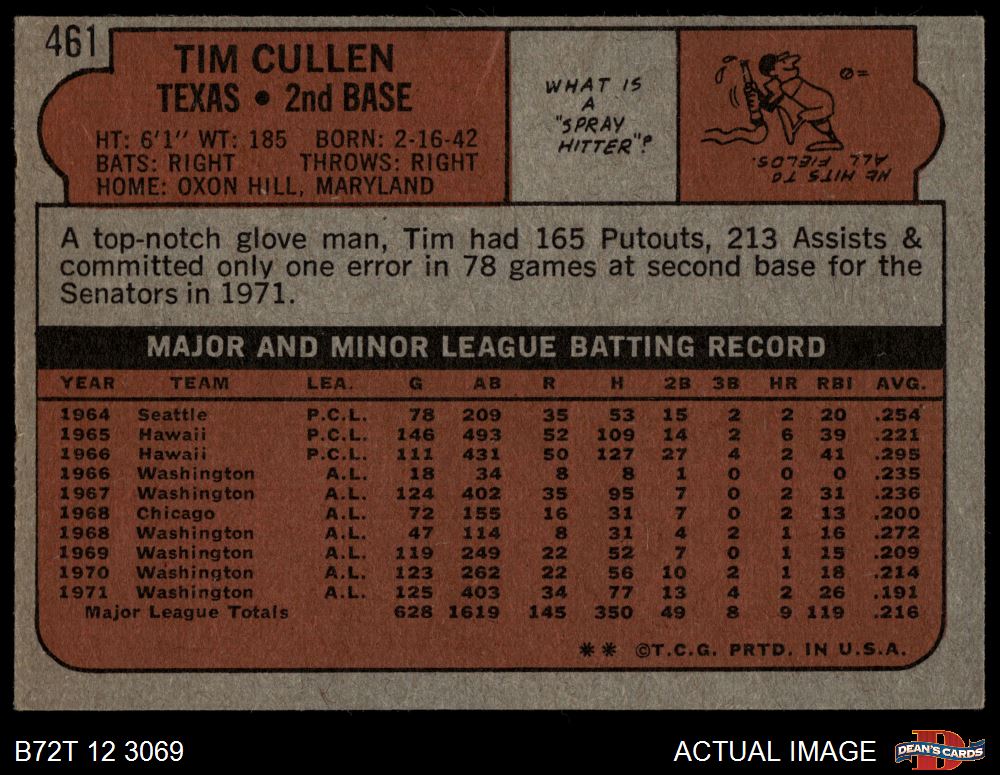 461
TIM CULLEN
TEXAS • 2nd BASE
HT: 6'1" WT: 185 BORN: 2-16-42
BATS: RIGHT THROWS: RIGHT
HOME: OXON HILL, MARYLAND
WHAT IS
A
"SPRAY
HITTER"?
HE HITS TO
ALL FIELDS.
A top-notch glove man, Tim had 165 Putouts, 213 Assists &
committed only one error in 78 games at second base for the
Senators in 1971.
MAJOR AND MINOR LEAGUE BATTING RECORD
YEAR TEAM LEA. G AB R H 2B 3B HR RBI AVG.
1964 Seattle P.C.L. 78 209 35 53 15 2 2 20 .254
1965 Hawaii P.C.L. 146 493 52 109 14 2 6 39 .221
1966 Hawaii P.C.L. 111 431 50 127 27 4 2 41 .295
1966 Washington A.L. 18 34 8 8 1 0 0 0 .235
1967 Washington A.L. 124 402 35 95 7 0 2 31 .236
1968 Chicago A.L. 72 155 16 31 7 0 2 13 .200
1968 Washington A.L. 47 114 8 31 4 2 1 16 .272
1969 Washington A.L. 119 249 22 52 7 0 1 15 .209
1970 Washington A.L. 123 262 22 56 10 2 1 18 .214
1971 Washington A.L. 125 403 34 77 13 4 2 26 .191
Major League Totals 628 1619 145 350 49 8 9 119 .216
** ©T.C.G. PRTD. IN U.S.A.
B72T 12 3069
ACTUAL IMAGE
DEAN'S CARDS